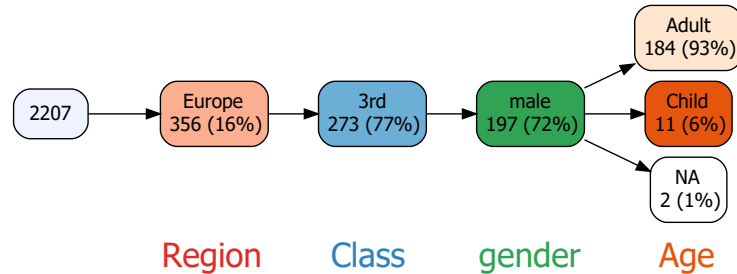 2207
Europe
356 (16%)
3rd
273 (77%)
male
197 (72%)
Adult
184 (93%)
Child
11 (6%)
NA
2 (1%)
Region
Class
gender
Age